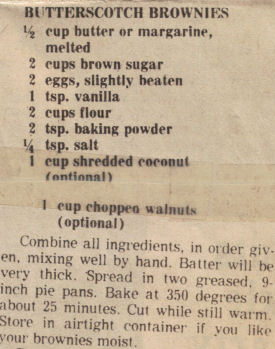 BUTTERSCOTCH BROWNIES
½ cup butter or margarine,
melted
2 cups brown sugar
2 eggs, slightly beaten
1 tsp. vanilla
2 cups flour
2 tsp. baking powder
¼ tsp. salt
1 cup shredded coconut
(optional)
1 cup chopped walnuts
(optional)
Combine all ingredients, in order giv-
en, mixing well by hand. Batter will be
very thick. Spread in two greased, 9-
inch pie pans. Bake at 350 degrees for
about 25 minutes. Cut while still warm.
Store in airtight container if you like
your brownies moist.